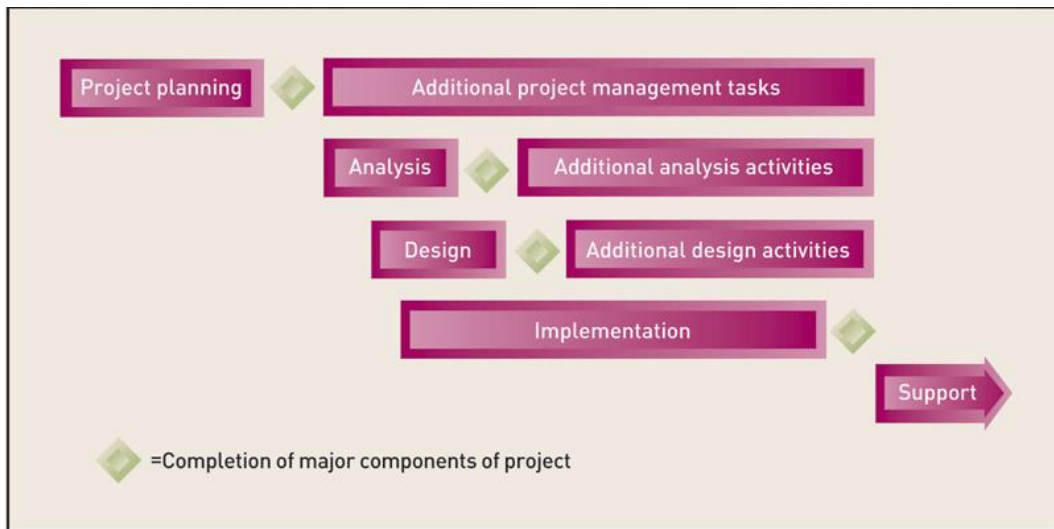 Project planning
Additional project management tasks
Analysis
Additional analysis activities
Design
Additional design activities
Implementation
Support
=Completion of major components of project